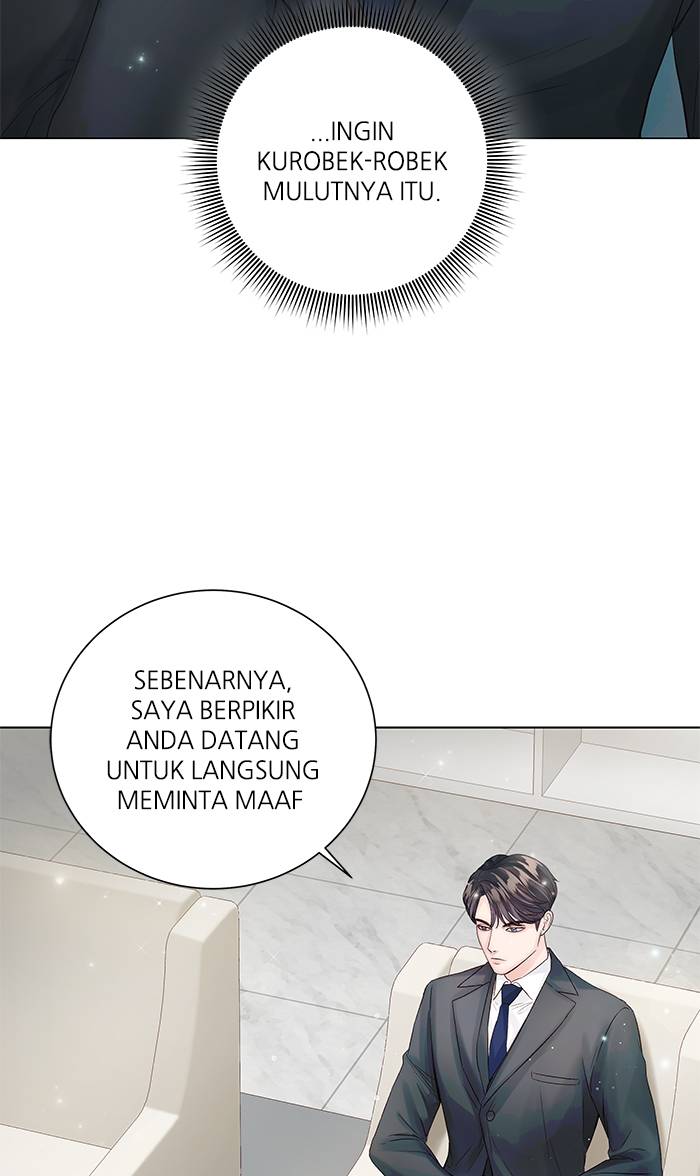 ...INGIN
KUROBEK-ROBEK
MULUTNYA ITU.
SEBENARNYA,
SAYA BERPIKIR
ANDA DATANG
UNTUK LANGSUNG
MEMINTA MAAF